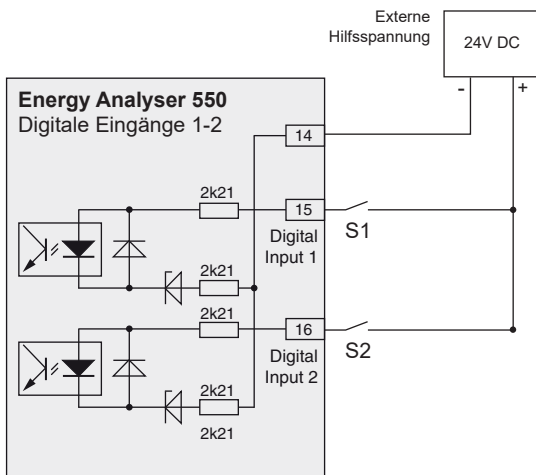 Externe
Hilfsspannung
24V DC
- +
Energy Analyser 550
Digitale Eingänge 1-2
14
2k21
15
S1
Digital
Input 1
2k21
2k21
16
S2
Digital
Input 2
2k21
2k21